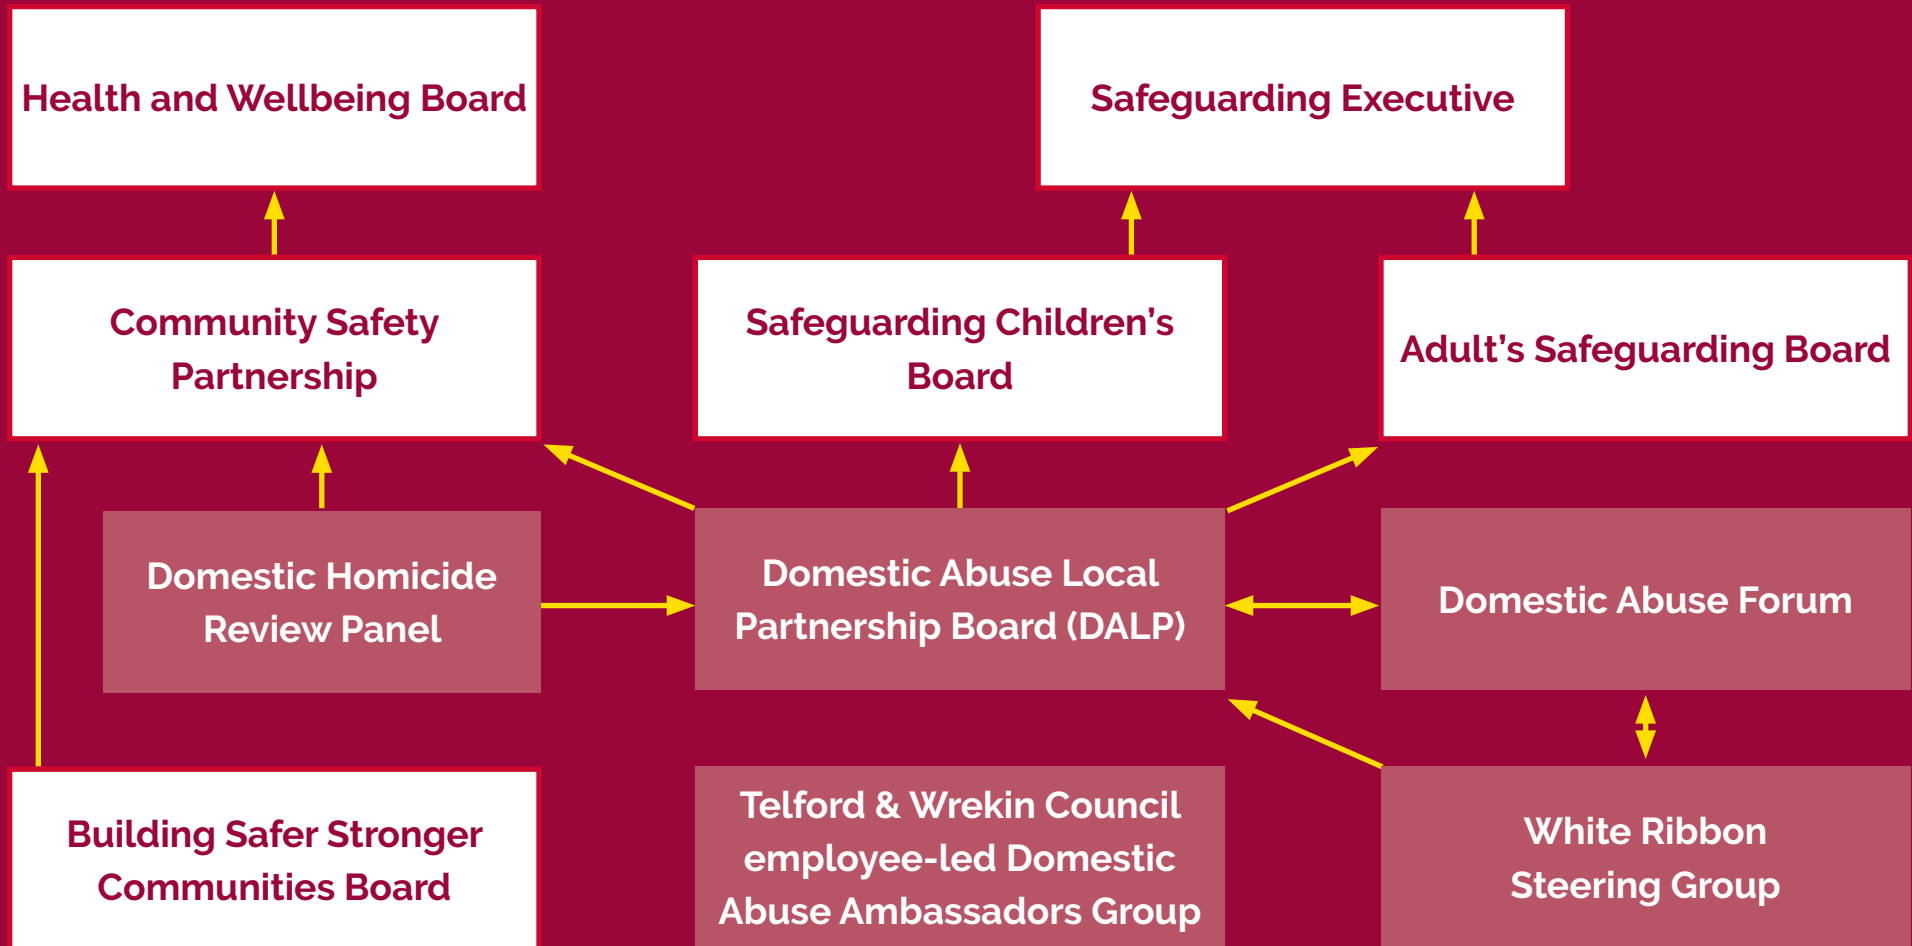 Health and Wellbeing Board
Safeguarding Executive
Community Safety
Partnership
Safeguarding Children’s
Board
Adult’s Safeguarding Board
Domestic Homicide
Review Panel
Domestic Abuse Local
Partnership Board (DALP)
Domestic Abuse Forum
Building Safer Stronger
Communities Board
Telford & Wrekin Council
employee-led Domestic
Abuse Ambassadors Group
White Ribbon
Steering Group